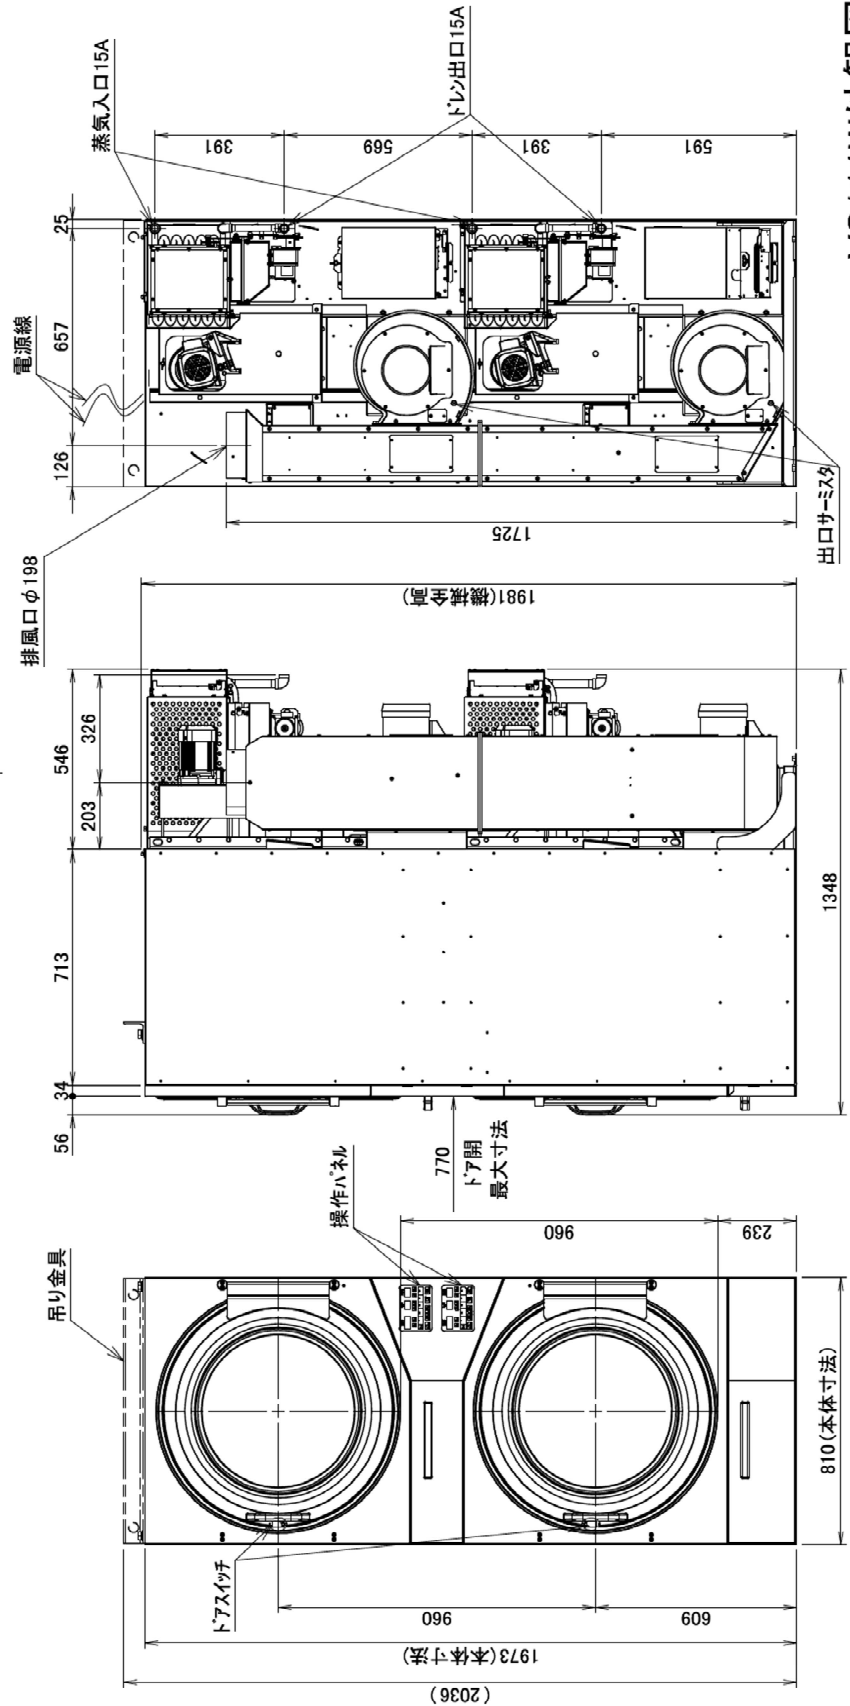 蒸気入口15A
ドレン出口15A
391
569
391
591
25
657
126
電源線
排風口φ198
1725
出口サーミスタ
1981(機械全高)
546
326
203
713
34
56
1348
770
ドア開
最大寸法
操作パネル
吊り金具
960
239
810(本体寸法)
ドアスイッチ
960
609
1973(本体寸法)
(2036)